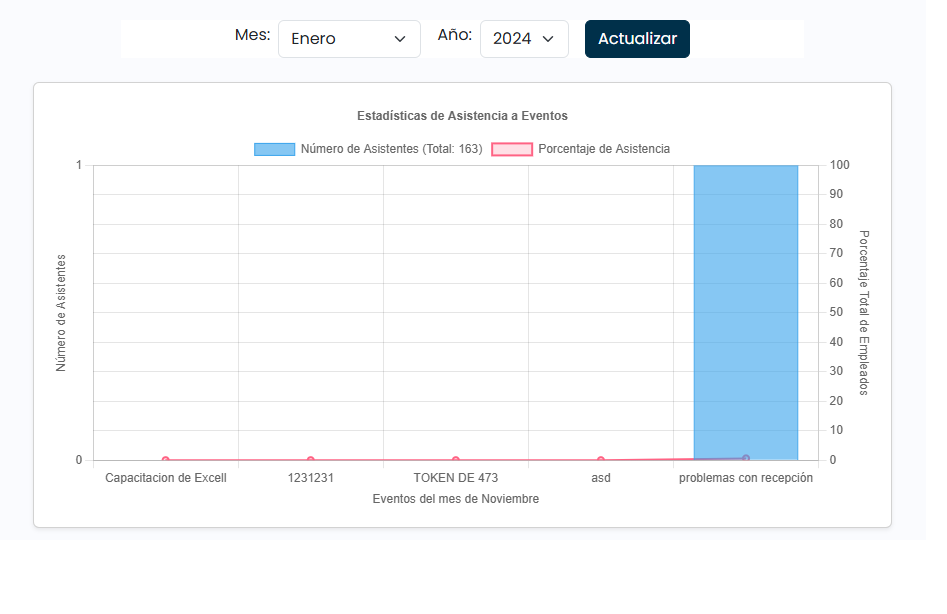 Mes: Enero Año: 2024 Actualizar
Estadísticas de Asistencia a Eventos
Número de Asistentes (Total: 163) Porcentaje de Asistencia
Número de Asistentes
1
0
100
90
80
70
60
50
40
30
20
10
0
Porcentaje Total de Empleados
Capacitacion de Excell 1231231 TOKEN DE 473 asd problemas con recepción
Eventos del mes de Noviembre